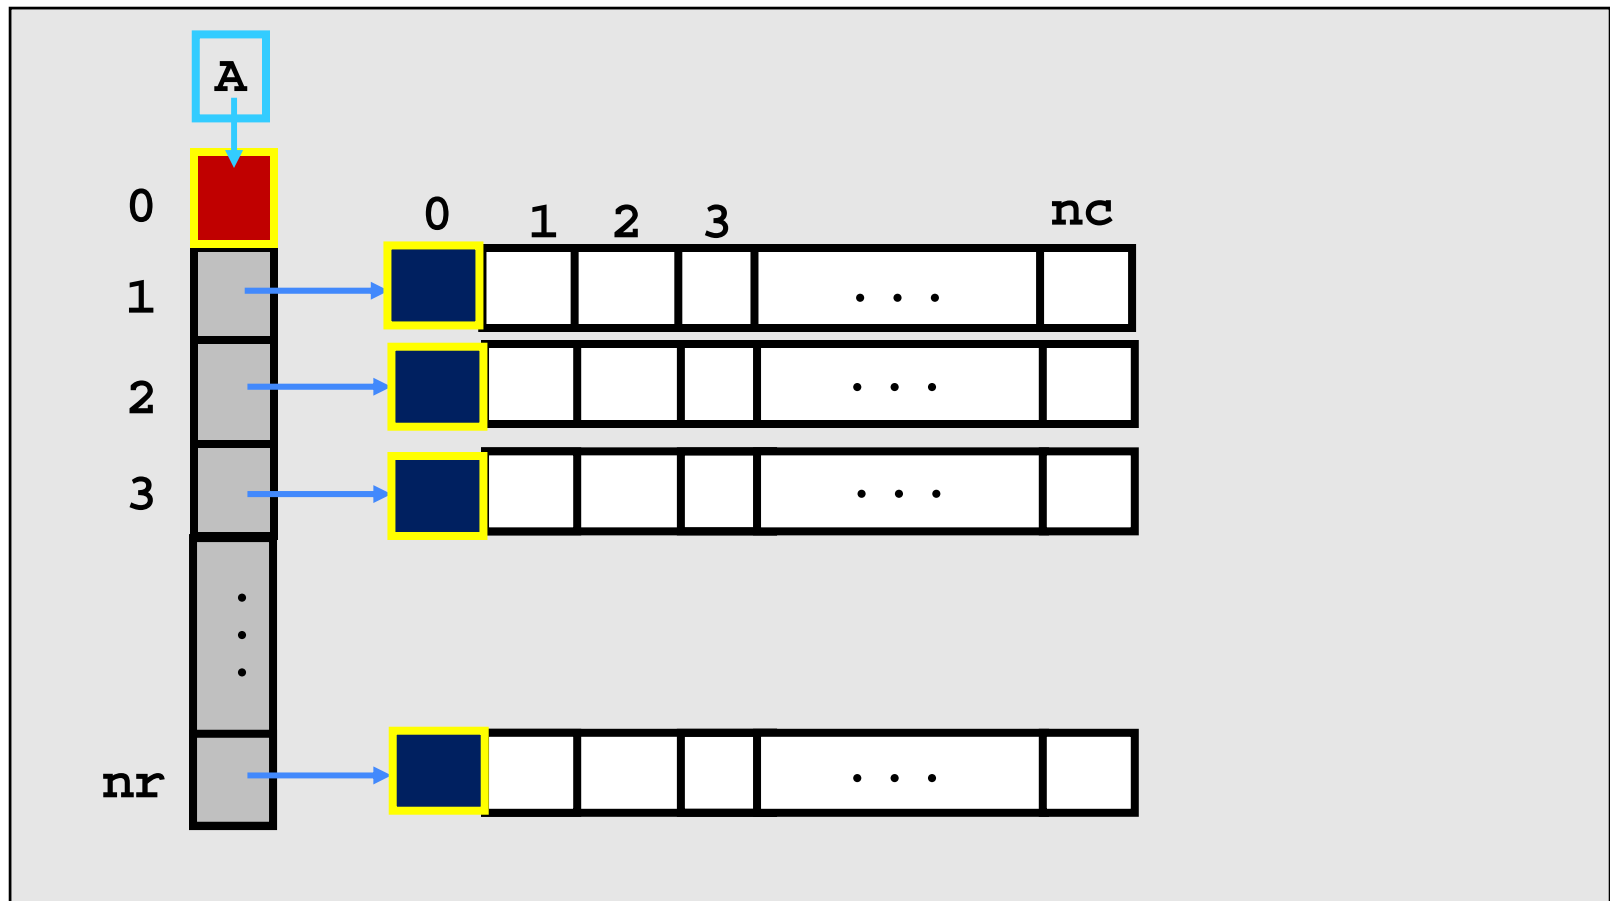 A
0
0 1 2 3 nc
1 . . .
2 . . .
3 . . .
. . .
nr . . .